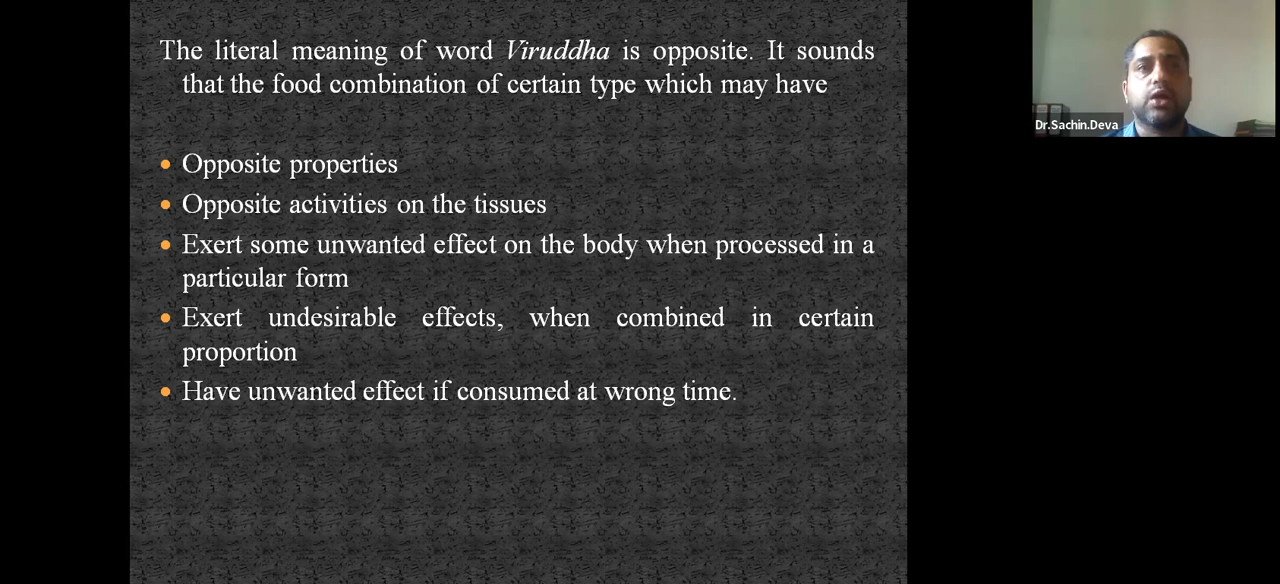 The literal meaning of word Viruddha is opposite. It sounds
that the food combination of certain type which may have
• Opposite properties
• Opposite activities on the tissues
• Exert some unwanted effect on the body when processed in a
particular form
• Exert undesirable effects, when combined in certain
proportion
• Have unwanted effect if consumed at wrong time.
Dr.Sachin.Deva